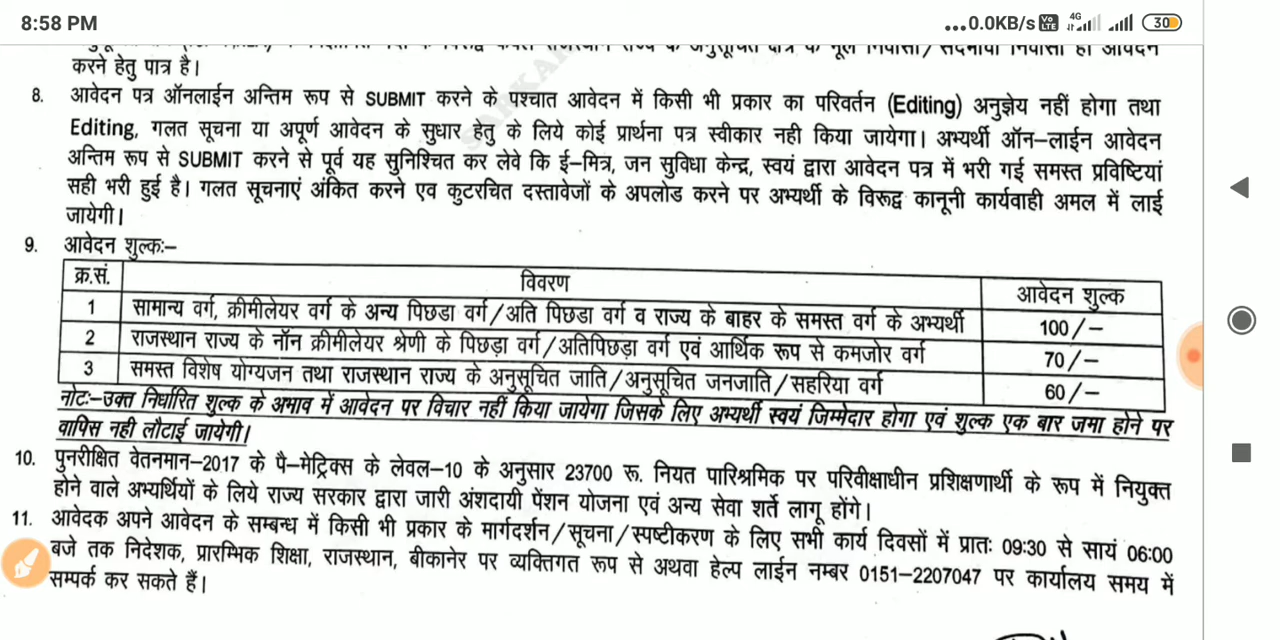 8:58 PM
...0.0KB/s Vo LTE 4G 30
करने हेतु पात्र है।
8. आवेदन पत्र ऑनलाईन अन्तिम रूप से SUBMIT करने के पश्चात आवेदन में किसी भी प्रकार का परिवर्तन (Editing) अनुज्ञेय नहीं होगा तथा
Editing, गलत सूचना या अपूर्ण आवेदन के सुधार हेतु के लिये कोई प्रार्थना पत्र स्वीकार नही किया जायेगा। अभ्यर्थी ऑन-लाईन आवेदन
अन्तिम रूप से SUBMIT करने से पूर्व यह सुनिश्चित कर लेवे कि ई-मित्र, जन सुविधा केन्द्र, स्वयं द्वारा आवेदन पत्र में भरी गई समस्त प्रविष्टियां
सही भरी हुई है। गलत सूचनाएं अंकित करने एव कुटरचित दस्तावेजों के अपलोड करने पर अभ्यर्थी के विरूद्व कानूनी कार्यवाही अमल में लाई
जायेगी।
9. आवेदन शुल्कः-
क्र.सं. विवरण आवेदन शुल्क
1 सामान्य वर्ग, क्रीमीलेयर वर्ग के अन्य पिछडा वर्ग/अति पिछडा वर्ग व राज्य के बाहर के समस्त वर्ग के अभ्यर्थी 100/-
2 राजस्थान राज्य के नॉन क्रीमीलेयर श्रेणी के पिछड़ा वर्ग/अतिपिछड़ा वर्ग एवं आर्थिक रूप से कमजोर वर्ग 70/-
3 समस्त विशेष योग्यजन तथा राजस्थान राज्य के अनुसूचित जाति/अनुसूचित जनजाति/सहरिया वर्ग 60/-
नोटः-उक्त निर्धारित शुल्क के अभाव में आवेदन पर विचार नहीं किया जायेगा जिसके लिए अभ्यर्थी स्वयं जिम्मेदार होगा एवं शुल्क एक बार जमा होने पर
वापिस नही लौटाई जायेगी।
10. पुनरीक्षित वेतनमान-2017 के पै-मेट्रिक्स के लेवल-10 के अनुसार 23700 रू. नियत पारिश्रमिक पर परिवीक्षाधीन प्रशिक्षणार्थी के रूप में नियुक्त
होने वाले अभ्यर्थियों के लिये राज्य सरकार द्वारा जारी अंशदायी पेंशन योजना एवं अन्य सेवा शर्ते लागू होंगे।
11. आवेदक अपने आवेदन के सम्बन्ध में किसी भी प्रकार के मार्गदर्शन/सूचना/स्पष्टीकरण के लिए सभी कार्य दिवसों में प्रातः 09:30 से सायं 06:00
बजे तक निदेशक, प्रारम्भिक शिक्षा, राजस्थान, बीकानेर पर व्यक्तिगत रूप से अथवा हेल्प लाईन नम्बर 0151-2207047 पर कार्यालय समय में
सम्पर्क कर सकते हैं।